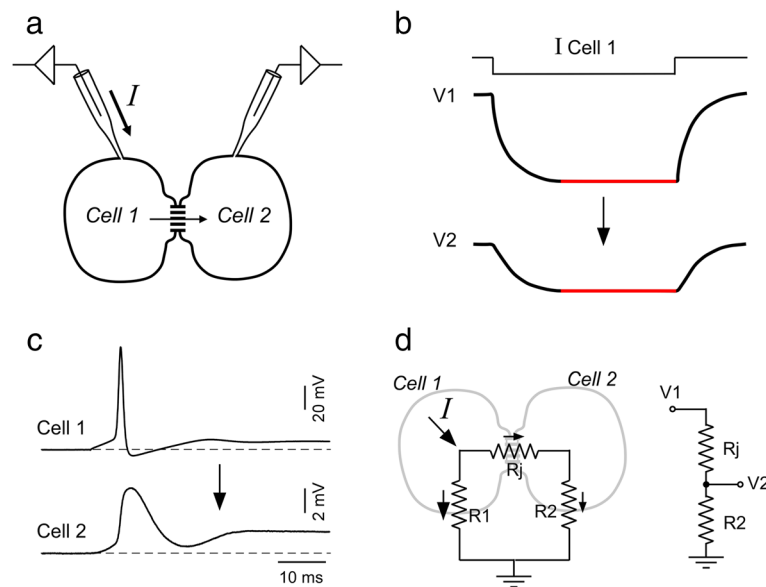 a
I
Cell 1
Cell 2
b
I Cell 1
V1
V2
c
Cell 1
20 mV
Cell 2
2 mV
10 ms
d
Cell 1
Cell 2
I
Rj
R1
R2
V1
Rj
V2
R2